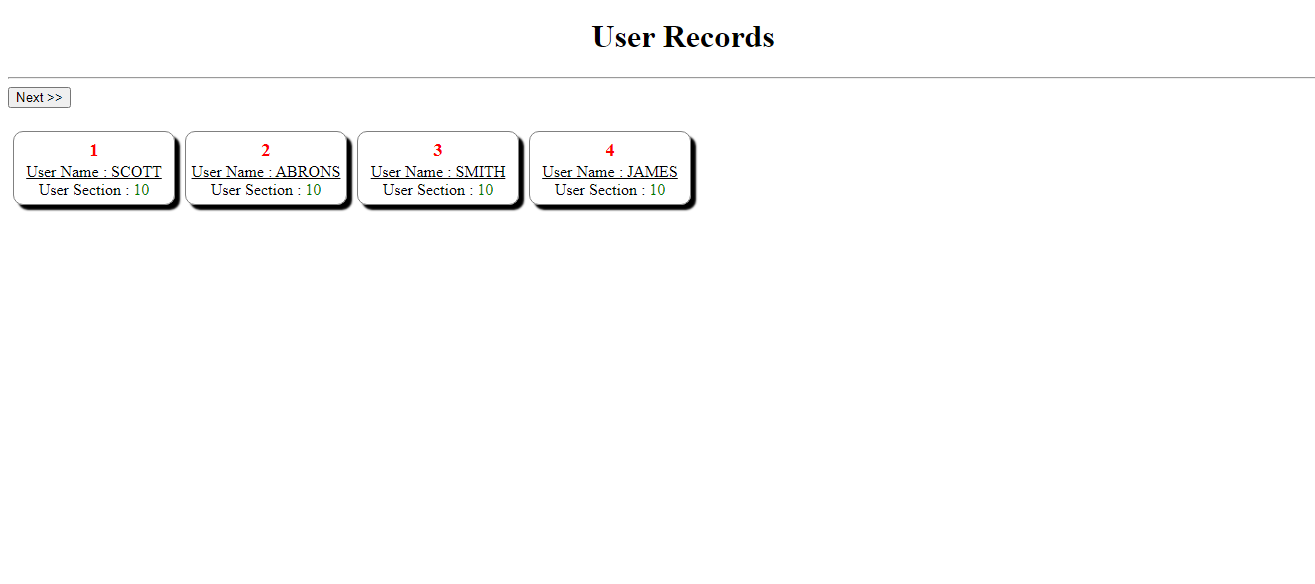 User Records
Next >>
1
User Name : SCOTT
User Section : 10
2
User Name : ABRONS
User Section : 10
3
User Name : SMITH
User Section : 10
4
User Name : JAMES
User Section : 10